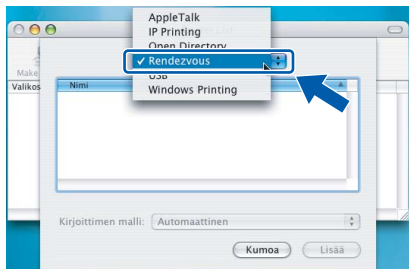 AppleTalk
IP Printing
Open Directory
✓ Rendezvous
USB
Windows Printing
Make
Valikos
Nimi
Kirjoittimen malli: Automaattinen
Kumoa Lisää